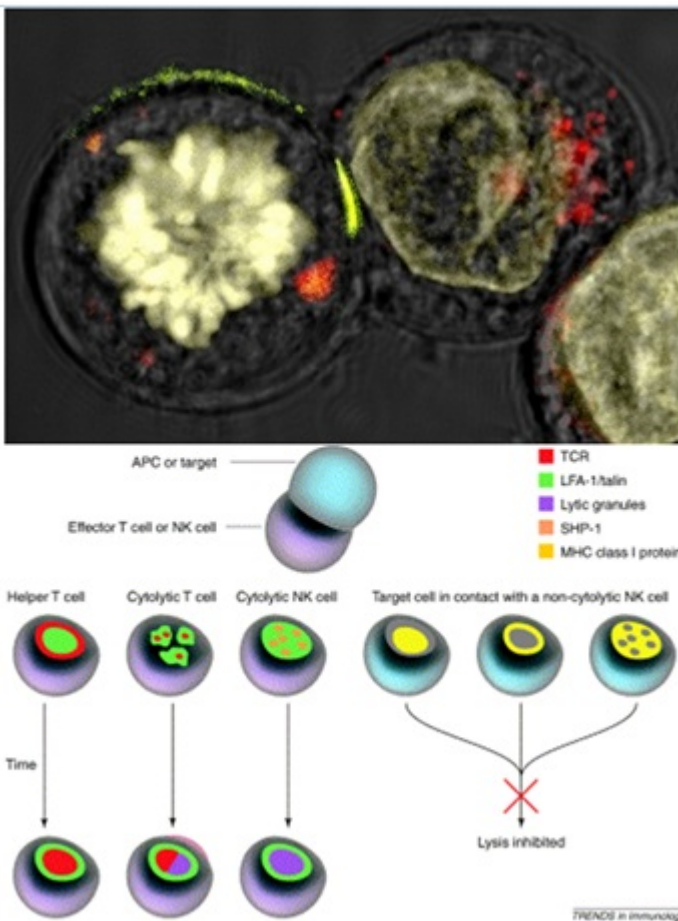 APC or target
Effector T cell or NK cell
TCR
LFA-1/talin
Lytic granules
SHP-1
MHC class I protein
Helper T cell
Cytolytic T cell
Cytolytic NK cell
Target cell in contact with a non-cytolytic NK cell
Time
Lysis inhibited
TRENDS in immunolog